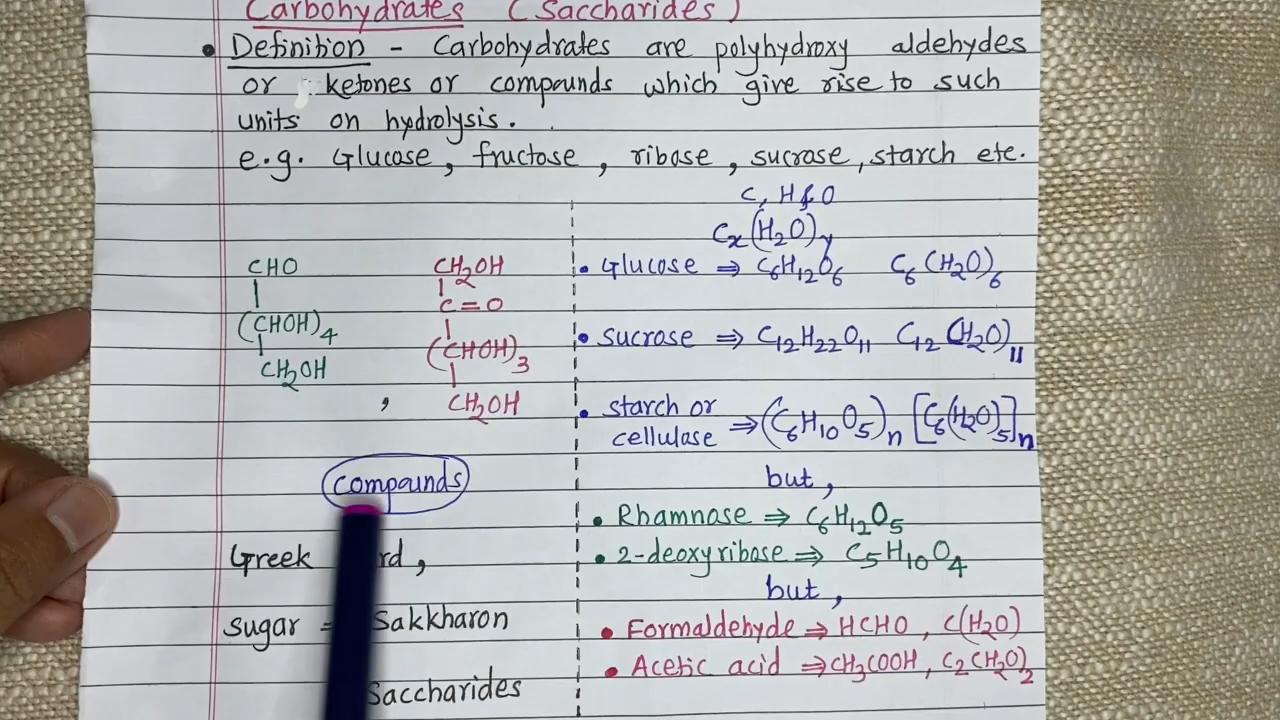 Carbohydrates (Saccharides)
• Definition - Carbohydrates are polyhydroxy aldehydes
or ketones or compounds which give rise to such
units on hydrolysis.
e.g. Glucose, fructose, ribose, sucrose, starch etc.
CHO
|
(CHOH)4
|
CH2OH
,
CH2OH
|
C=O
|
(CHOH)3
|
CH2OH
compounds
Greek rd,
Sugar = Sakkharon
Saccharides
C, H & O
Cx(H2O)y
• Glucose ⇒ C6H12O6 C6(H2O)6
• Sucrose ⇒ C12H22O11 C12(H2O)11
• starch or
cellulase ⇒ (C6H10O5)n [C6(H2O)5]n
but,
• Rhamnose ⇒ C6H12O5
• 2-deoxyribose ⇒ C5H10O4
but,
• Formaldehyde ⇒ HCHO, C(H2O)
• Acetic acid ⇒ CH3COOH, C2(H2O)2